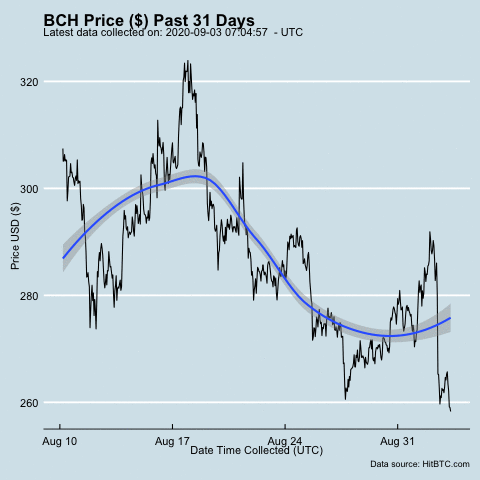 BCH Price ($) Past 31 Days
Latest data collected on: 2020-09-03 07:04:57  - UTC
Price USD ($)
320
300
280
260
Aug 10 Aug 17 Aug 24 Aug 31
Date Time Collected (UTC)
Data source: HitBTC.com